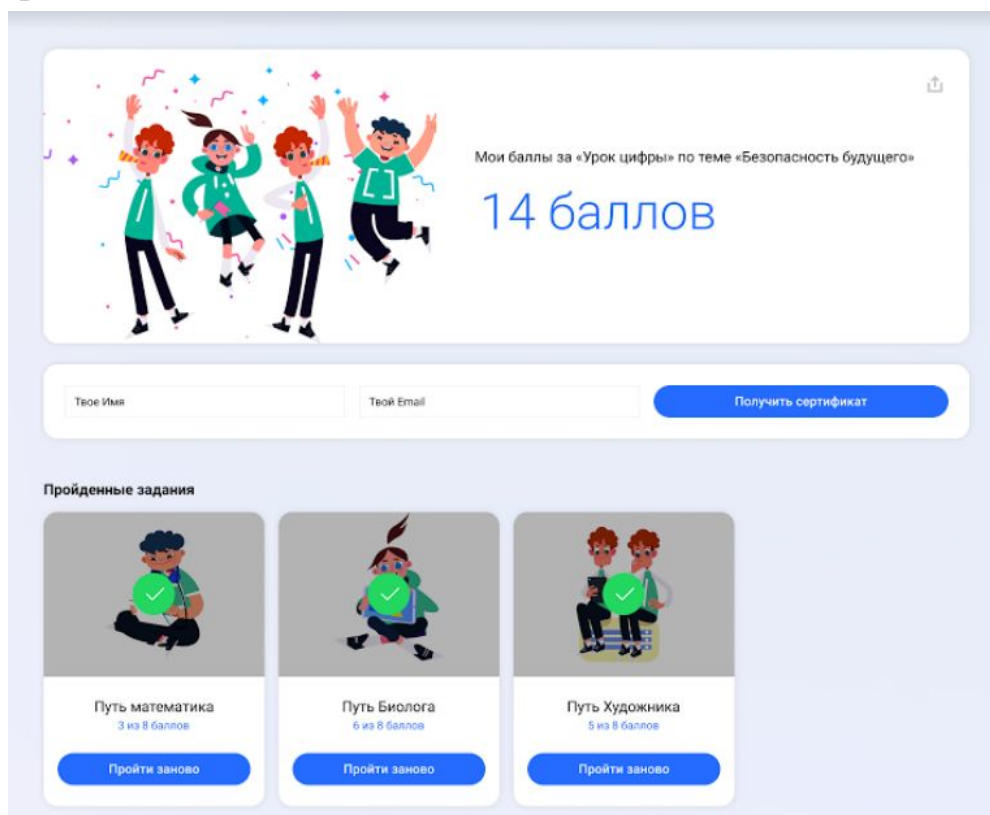 Мои баллы за «Урок цифры» по теме «Безопасность будущего»
14 баллов
Твое Имя
Твой Email
Получить сертификат
Пройденные задания
Путь математика
3 из 8 баллов
Пройти заново
Путь Биолога
6 из 8 баллов
Пройти заново
Путь Художника
5 из 8 баллов
Пройти заново